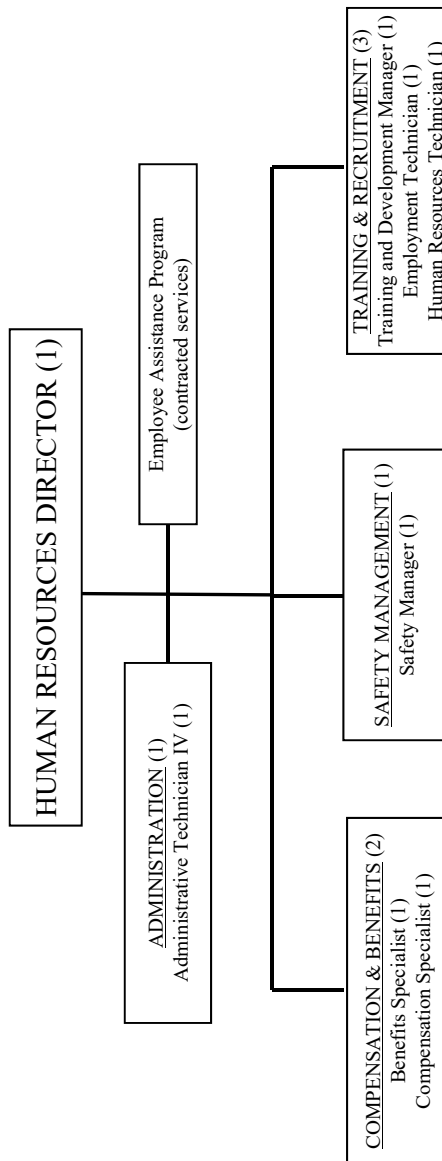 HUMAN RESOURCES DIRECTOR (1)
ADMINISTRATION (1)
Administrative Technician IV (1)
Employee Assistance Program
(contracted services)
COMPENSATION & BENEFITS (2)
Benefits Specialist (1)
Compensation Specialist (1)
SAFETY MANAGEMENT (1)
Safety Manager (1)
TRAINING & RECRUITMENT (3)
Training and Development Manager (1)
Employment Technician (1)
Human Resources Technician (1)